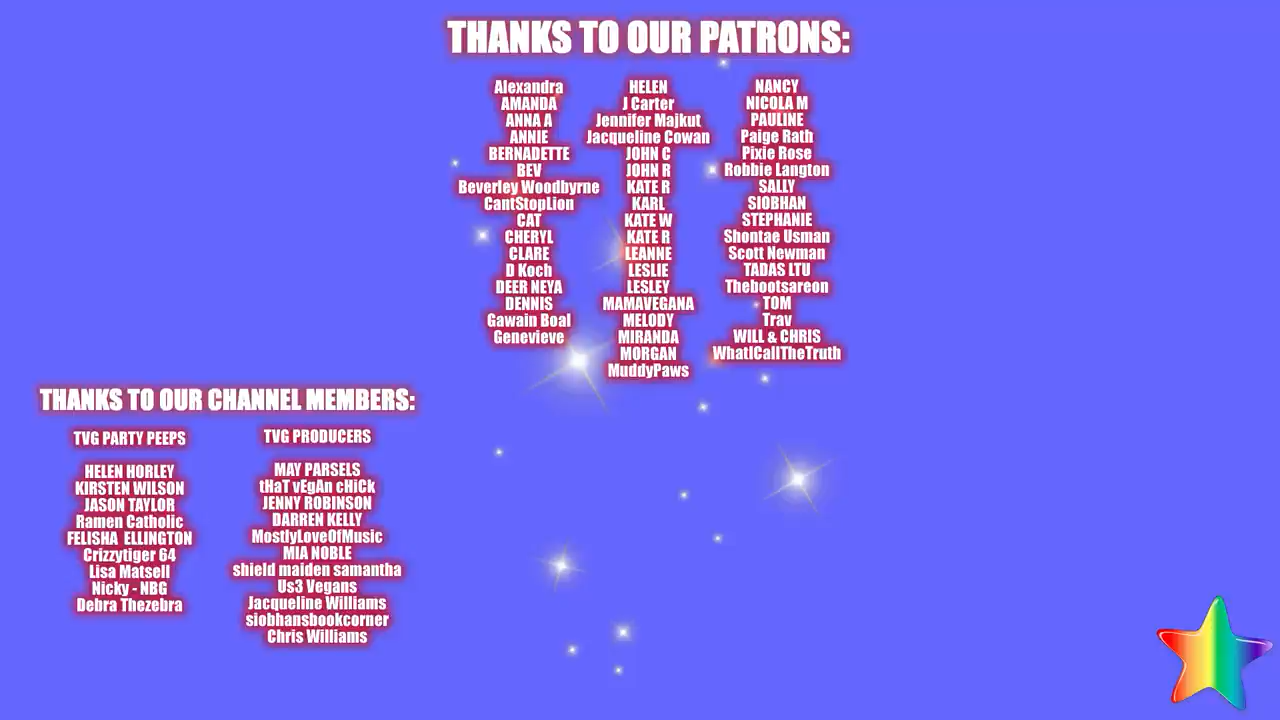 THANKS TO OUR PATRONS:
Alexandra
AMANDA
ANNA A
ANNIE
BERNADETTE
BEV
Beverley Woodbyrne
CantStopLion
CAT
CHERYL
CLARE
D Koch
DEER NEYA
DENNIS
Gawain Boal
Genevieve
HELEN
J Carter
Jennifer Majkut
Jacqueline Cowan
JOHN C
JOHN R
KATE R
KARL
KATE W
KATE R
LEANNE
LESLIE
LESLEY
MAMAVEGANA
MELODY
MIRANDA
MORGAN
MuddyPaws
NANCY
NICOLA M
PAULINE
Paige Rath
Pixie Rose
Robbie Langton
SALLY
SIOBHAN
STEPHANIE
Shontae Usman
Scott Newman
TADAS LTU
Thebootsareon
TOM
Trav
WILL & CHRIS
WhatICallTheTruth
THANKS TO OUR CHANNEL MEMBERS:
TVG PARTY PEEPS
HELEN HORLEY
KIRSTEN WILSON
JASON TAYLOR
Ramen Catholic
FELISHA ELLINGTON
Crizzytiger 64
Lisa Matsell
Nicky - NBG
Debra Thezebra
TVG PRODUCERS
MAY PARSELS
tHaT vEgAn cHiCk
JENNY ROBINSON
DARREN KELLY
MostlyLoveOfMusic
MIA NOBLE
shield maiden samantha
Us3 Vegans
Jacqueline Williams
siobhansbookcorner
Chris Williams